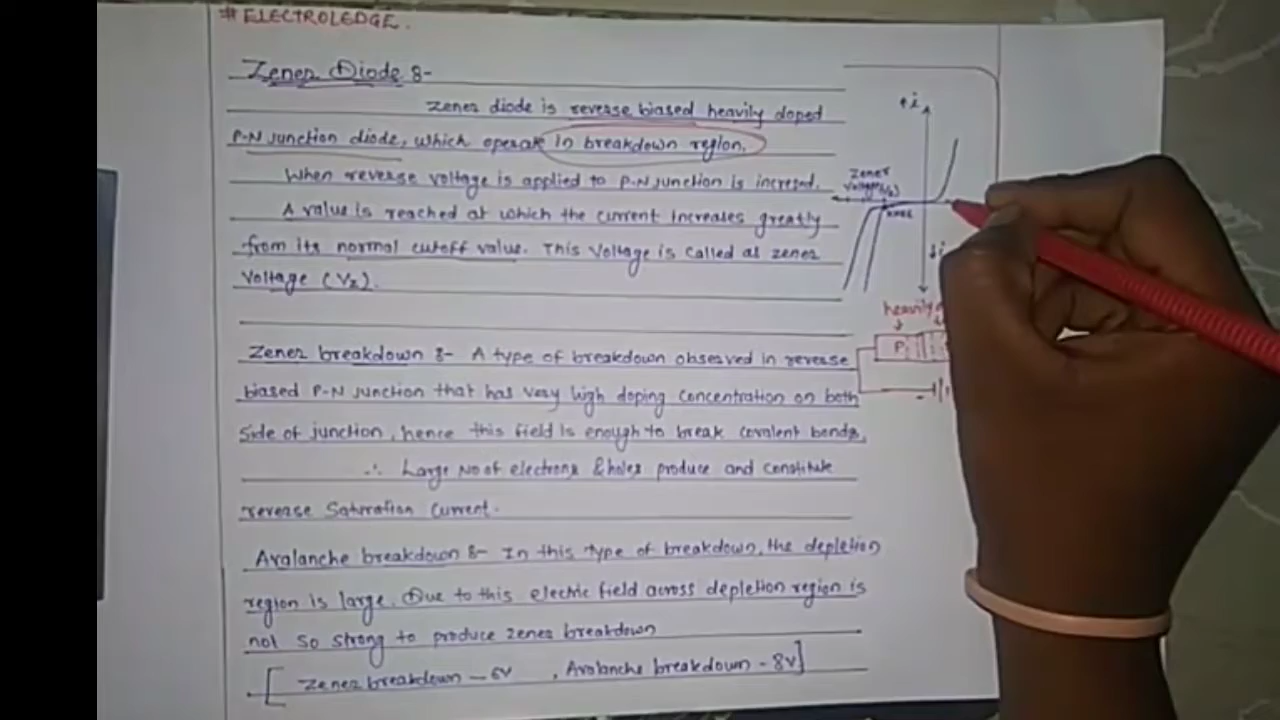 #ELECTROLEDGE.
Zener Diode :-
Zener diode is reverse biased heavily doped
P-N junction diode, which operate in breakdown region.
When reverse voltage is applied to P-N junction is incresed.
A value is reached at which the current increases greatly
from its normal cutoff value. This Voltage is called as zener
Voltage (Vz).
Zener breakdown :- A type of breakdown observed in reverse
biased P-N junction that has very high doping concentration on both
side of junction, hence this field is enough to break covalent bonds,
∴ Large No of electrons & holes produce and constitute
reverse Saturation current.
Avalanche breakdown :- In this type of breakdown, the depletion
region is large. Due to this electric field across depletion region is
not so strong to produce zener breakdown
[ Zener breakdown - 6V , Avalanche breakdown - 8V ]
+i
Zener
Voltage(Vz)
knee
↓i
heavily
P
-